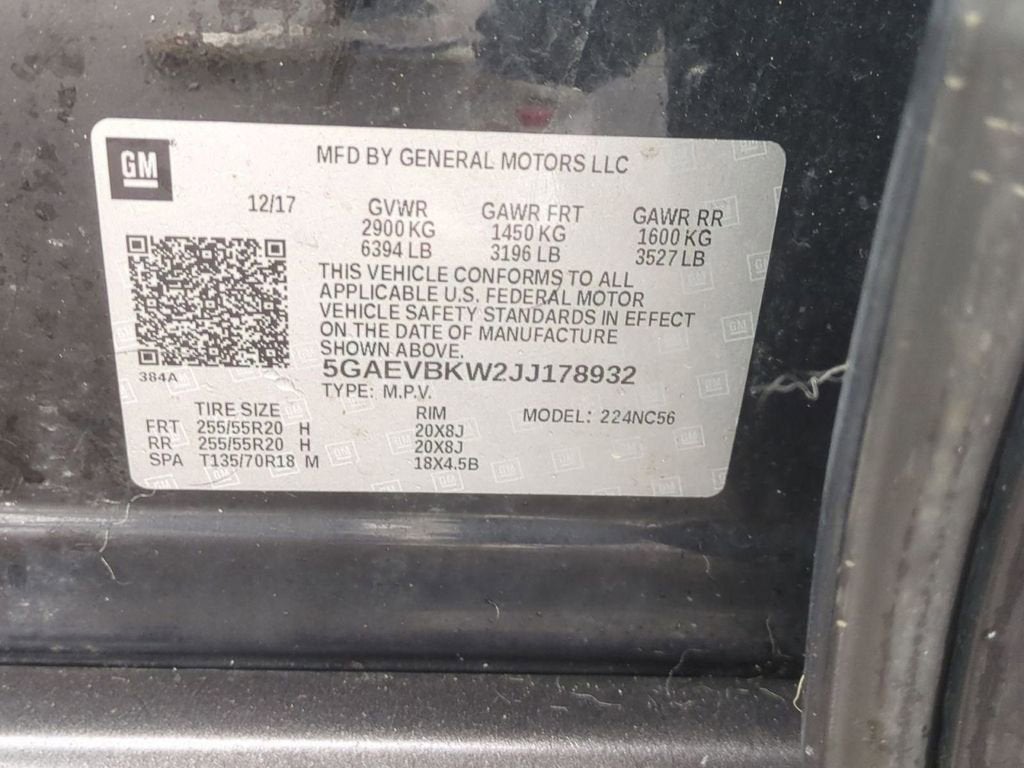 GM
MFD BY GENERAL MOTORS LLC
12/17 GVWR GAWR FRT GAWR RR
2900 KG 1450 KG 1600 KG
6394 LB 3196 LB 3527 LB
THIS VEHICLE CONFORMS TO ALL
APPLICABLE U.S. FEDERAL MOTOR
VEHICLE SAFETY STANDARDS IN EFFECT
ON THE DATE OF MANUFACTURE
SHOWN ABOVE.
384A
5GAEVBKW2JJ178932
TYPE: M.P.V.
TIRE SIZE RIM MODEL: 224NC56
FRT 255/55R20 H 20X8J
RR 255/55R20 H 20X8J
SPA T135/70R18 M 18X4.5B